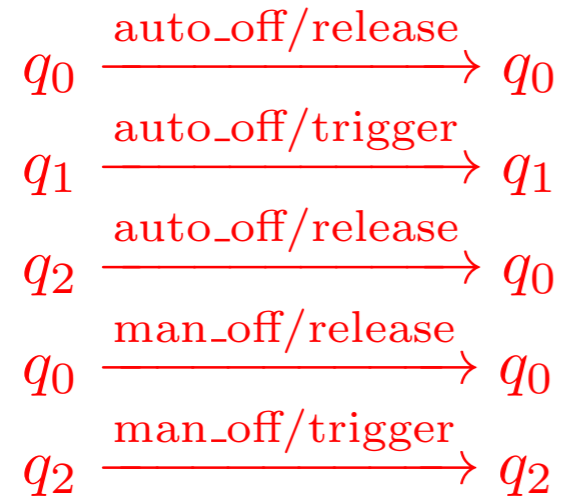 auto_off/release
q₀ ⟶ q₀
auto_off/trigger
q₁ ⟶ q₁
auto_off/release
q₂ ⟶ q₀
man_off/release
q₀ ⟶ q₀
man_off/trigger
q₂ ⟶ q₂